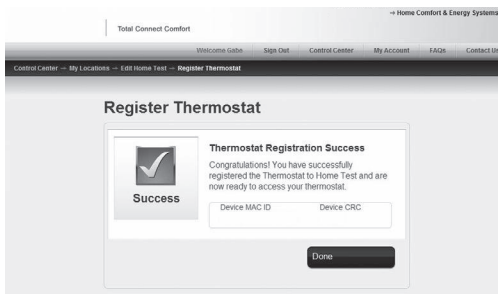 → Home Comfort & Energy Systems
Total Connect Comfort
Welcome Gabe Sign Out Control Center My Account FAQs Contact Us
Control Center → My Locations → Edit Home Test → Register Thermostat
Register Thermostat
Success
Thermostat Registration Success
Congratulations! You have successfully
registered the Thermostat to Home Test and are
now ready to access your thermostat.
Device MAC ID Device CRC
Done